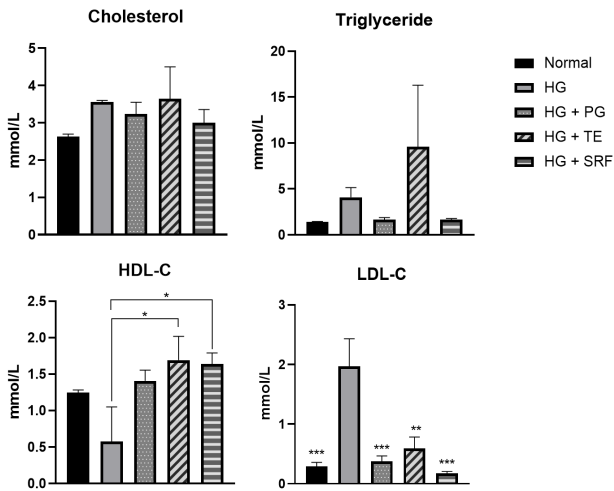 Cholesterol
mmol/L
5
4
3
2
1
0
Triglyceride
mmol/L
20
15
10
5
0
Normal
HG
HG + PG
HG + TE
HG + SRF
HDL-C
mmol/L
2.5
2.0
1.5
1.0
0.5
0.0
*
*
LDL-C
mmol/L
3
2
1
0
***
***
**
***